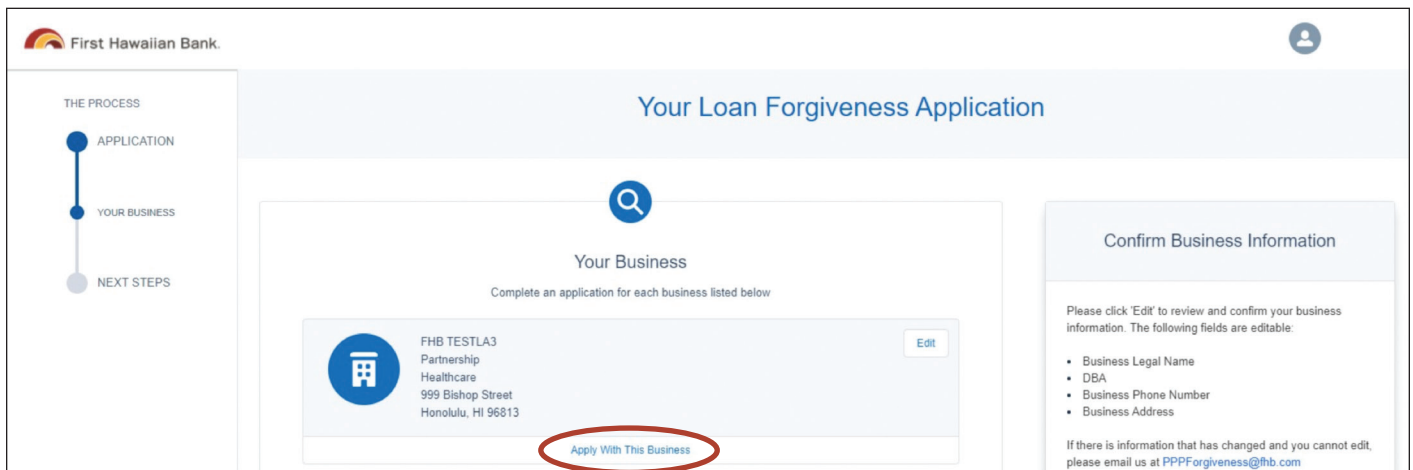 First Hawaiian Bank.
THE PROCESS
APPLICATION
YOUR BUSINESS
NEXT STEPS
Your Loan Forgiveness Application
Your Business
Complete an application for each business listed below
FHB TESTLA3
Partnership
Healthcare
999 Bishop Street
Honolulu, HI 96813
Edit
Apply With This Business
Confirm Business Information
Please click 'Edit' to review and confirm your business
information. The following fields are editable:
• Business Legal Name
• DBA
• Business Phone Number
• Business Address
If there is information that has changed and you cannot edit,
please email us at PPPForgiveness@fhb.com